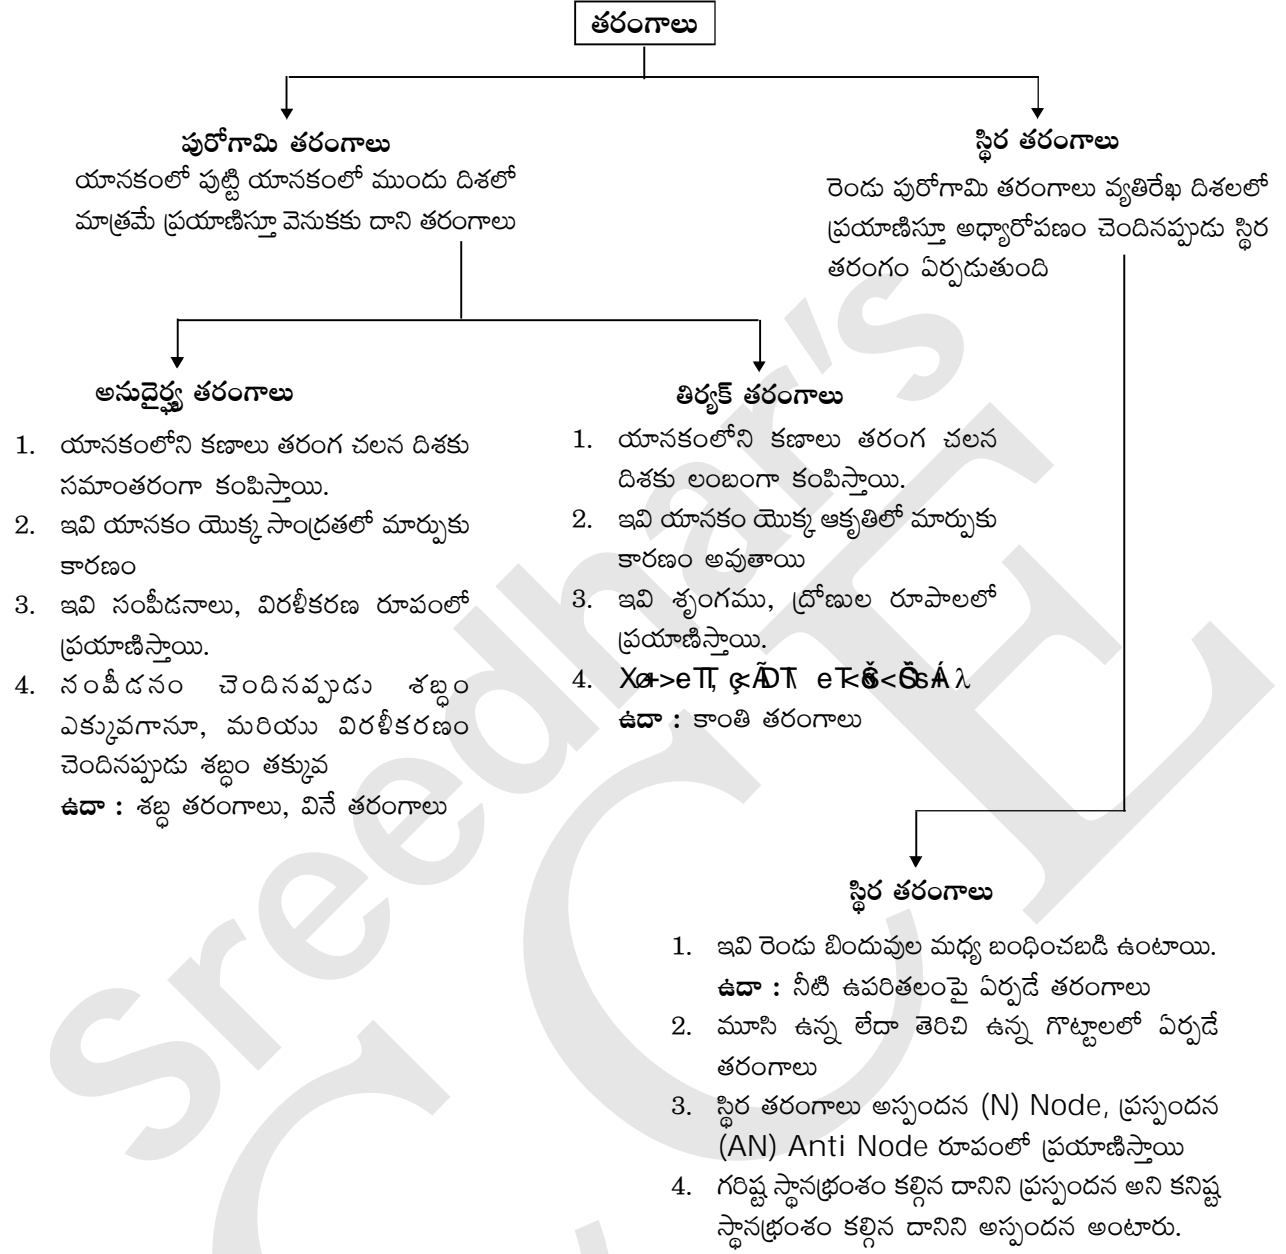 తరంగాలు
పురోగామి తరంగాలు
యానకంలో పుట్టి యానకంలో ముందు దిశలో
మాత్రమే ప్రయాణిస్తూ వెనుకకు దాని తరంగాలు
స్థిర తరంగాలు
రెండు పురోగామి తరంగాలు వ్యతిరేఖ దిశలలో
ప్రయాణిస్తూ అధ్యారోపణం చెందినప్పుడు స్థిర
తరంగం ఏర్పడుతుంది
అనుదైర్ఘ్య తరంగాలు
1. యానకంలోని కణాలు తరంగ చలన దిశకు
సమాంతరంగా కంపిస్తాయి.
2. ఇవి యానకం యొక్క సాంద్రతలో మార్పుకు
కారణం
3. ఇవి సంపీడనాలు, విరళీకరణ రూపంలో
ప్రయాణిస్తాయి.
4. సంపీడనం చెందినప్పుడు శబ్ధం
ఎక్కువగానూ, మరియు విరళీకరణం
చెందినప్పుడు శబ్ధం తక్కువ
ఉదా : శబ్ధ తరంగాలు, వినే తరంగాలు
తిర్యక్ తరంగాలు
1. యానకంలోని కణాలు తరంగ చలన
దిశకు లంబంగా కంపిస్తాయి.
2. ఇవి యానకం యొక్క ఆకృతిలో మార్పుకు
కారణం అవుతాయి
3. ఇవి శృంగము, ద్రోణుల రూపాలలో
ప్రయాణిస్తాయి.
4. λ
ఉదా : కాంతి తరంగాలు
స్థిర తరంగాలు
1. ఇవి రెండు బిందువుల మధ్య బంధించబడి ఉంటాయి.
ఉదా : నీటి ఉపరితలంపై ఏర్పడే తరంగాలు
2. మూసి ఉన్న లేదా తెరిచి ఉన్న గొట్టాలలో ఏర్పడే
తరంగాలు
3. స్థిర తరంగాలు అస్పందన (N) Node, ప్రస్పందన
(AN) Anti Node రూపంలో ప్రయాణిస్తాయి
4. గరిష్ట స్థానభ్రంశం కల్గిన దానిని ప్రస్పందన అని కనిష్ట
స్థానభ్రంశం కల్గిన దానిని అస్పందన అంటారు.
Sreedhar's
CCE